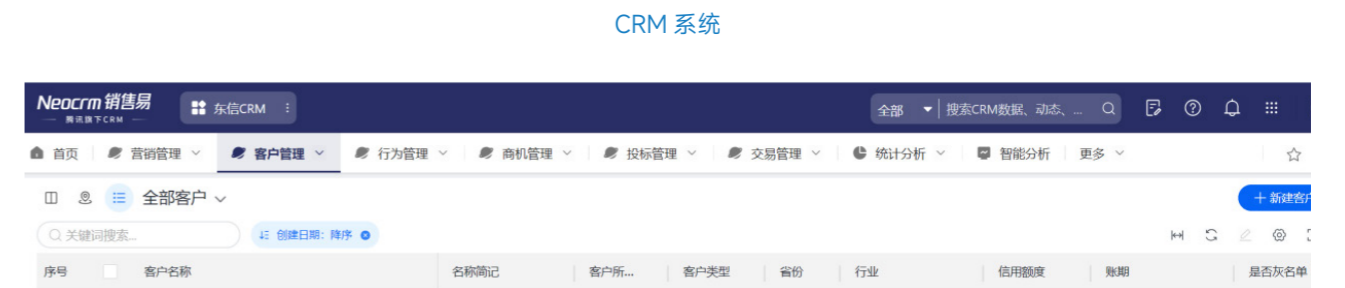 CRM 系统
Neocrm 销售易
腾讯旗下CRM
东信CRM
全部 搜索CRM数据、动态、...
首页 营销管理 客户管理 行为管理 商机管理 投标管理 交易管理 统计分析 智能分析 更多
全部客户
+ 新建客户
关键词搜索...
创建日期：降序
序号 客户名称 名称简记 客户所... 客户类型 省份 行业 信用额度 账期 是否灰名单